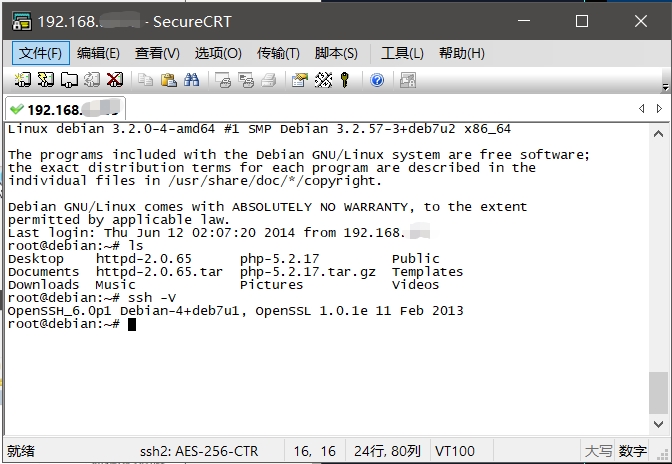 192.168. - SecureCRT
文件(F) 编辑(E) 查看(V) 选项(O) 传输(T) 脚本(S) 工具(L) 帮助(H)
192.168.
Linux debian 3.2.0-4-amd64 #1 SMP Debian 3.2.57-3+deb7u2 x86_64
The programs included with the Debian GNU/Linux system are free software;
the exact distribution terms for each program are described in the
individual files in /usr/share/doc/*/copyright.
Debian GNU/Linux comes with ABSOLUTELY NO WARRANTY, to the extent
permitted by applicable law.
Last login: Thu Jun 12 02:07:20 2014 from 192.168.
root@debian:~# ls
Desktop httpd-2.0.65 php-5.2.17 Public
Documents httpd-2.0.65.tar php-5.2.17.tar.gz Templates
Downloads Music Pictures Videos
root@debian:~# ssh -V
OpenSSH_6.0p1 Debian-4+deb7u1, OpenSSL 1.0.1e 11 Feb 2013
root@debian:~#
就绪 ssh2: AES-256-CTR 16, 16 24行, 80列 VT100 大写 数字